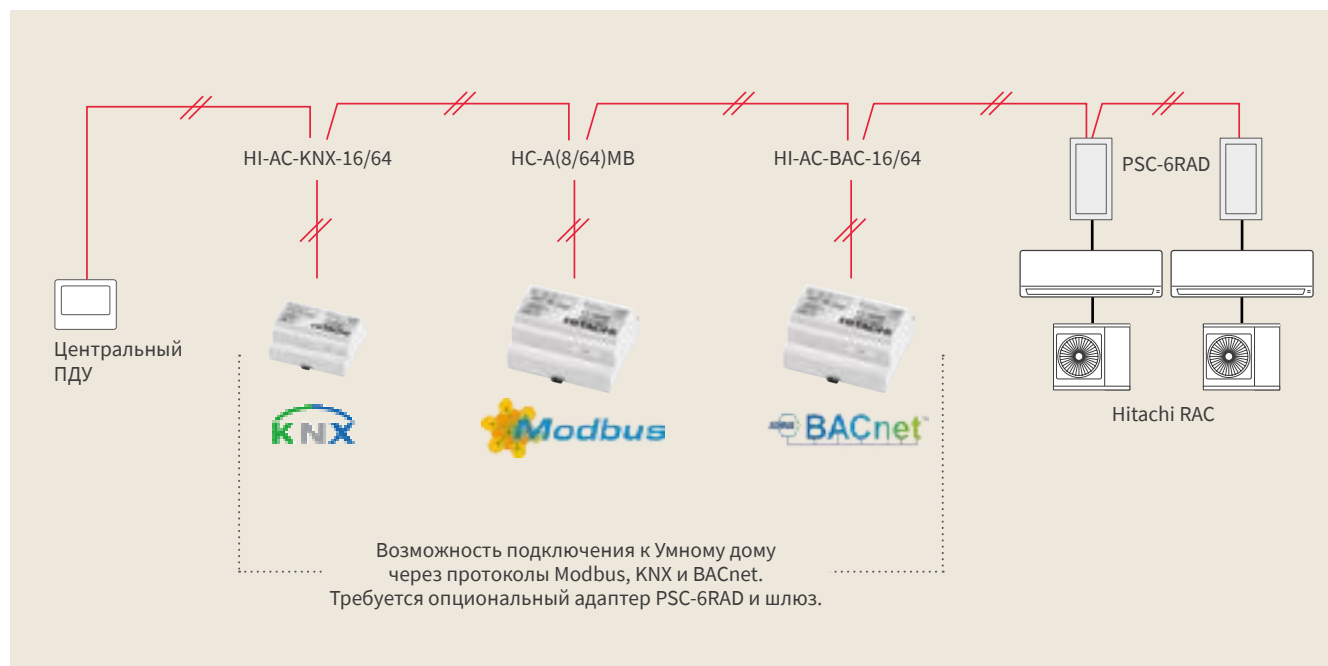 HI-AC-KNX-16/64
HC-A(8/64)MB
HI-AC-BAC-16/64
PSC-6RAD
Центральный
ПДУ
KNX
Modbus
BACnet™
Hitachi RAC
Возможность подключения к Умному дому
через протоколы Modbus, KNX и BACnet.
Требуется опциональный адаптер PSC-6RAD и шлюз.